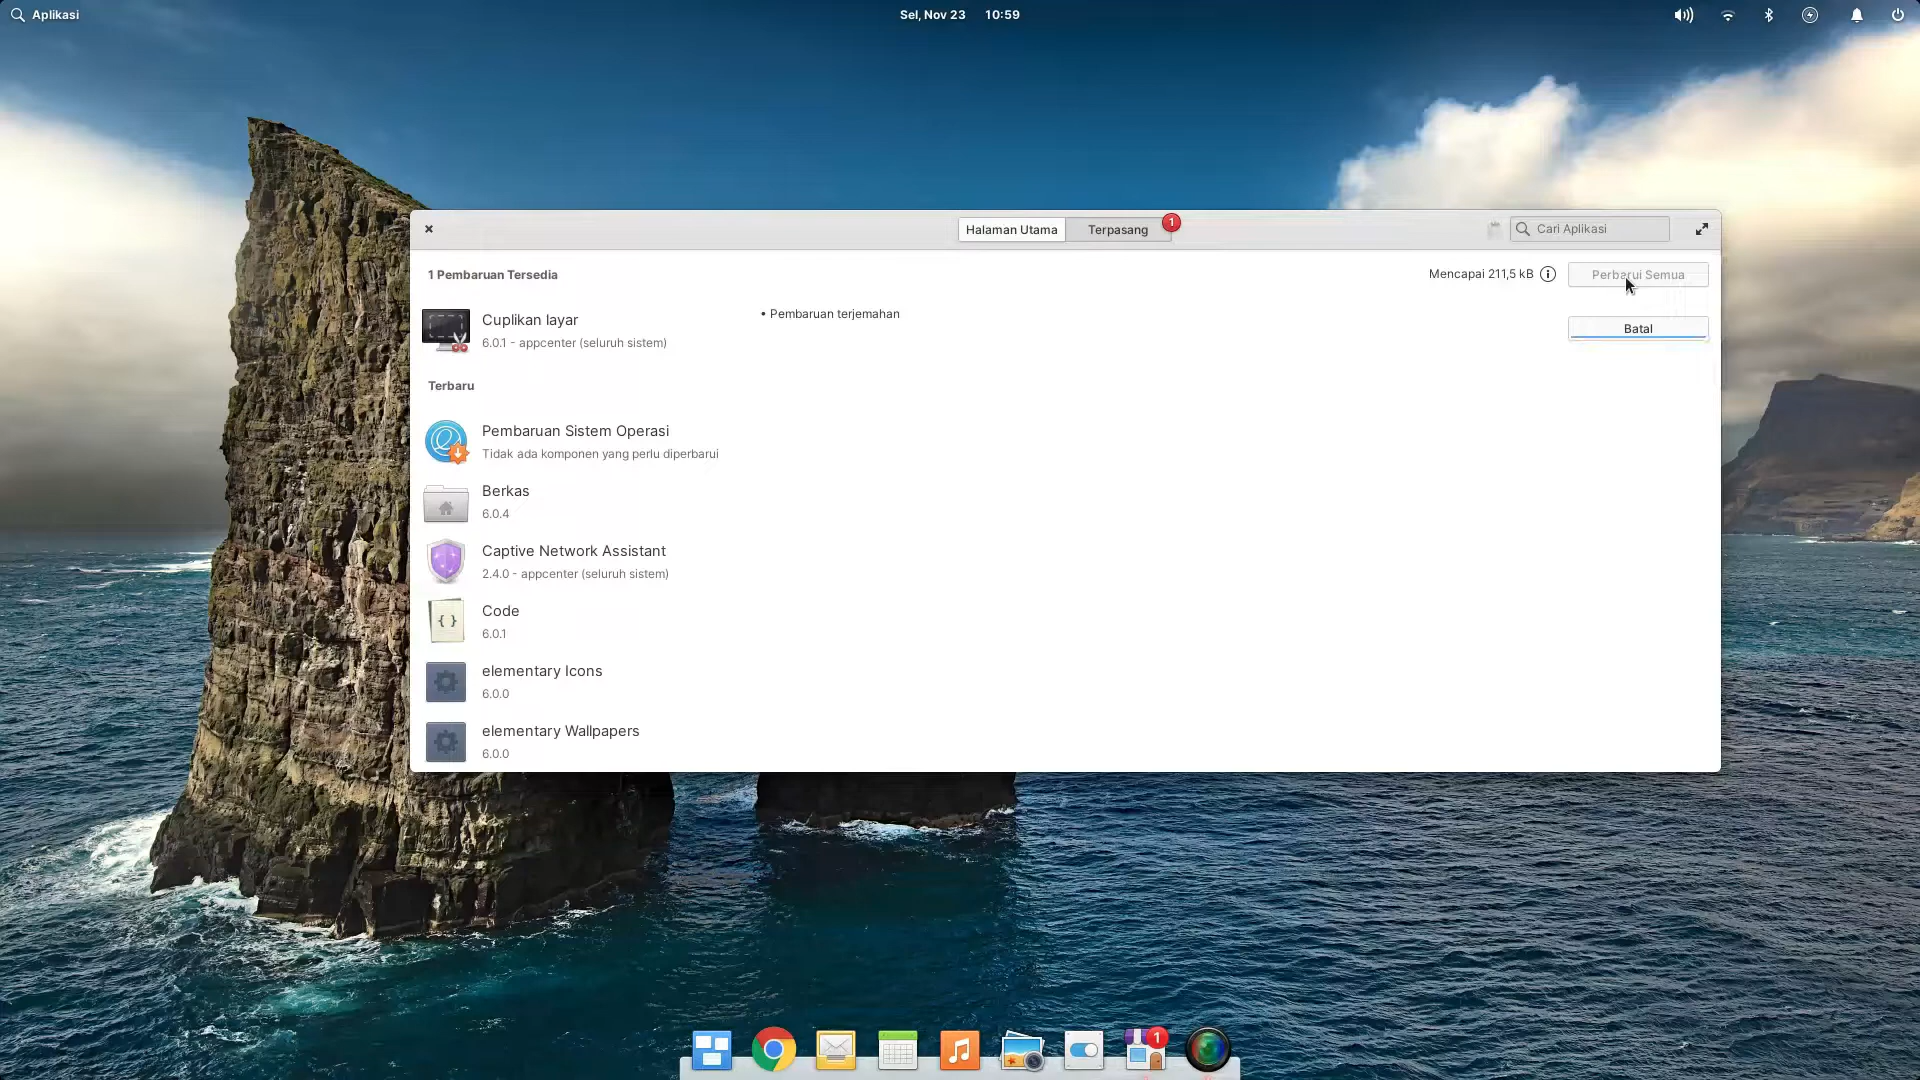 Aplikasi
Sel, Nov 23 10:59
Halaman Utama
Terpasang
1
Cari Aplikasi
1 Pembaruan Tersedia
Mencapai 211,5 kB
Perbarui Semua
Cuplikan layar
6.0.1 - appcenter (seluruh sistem)
• Pembaruan terjemahan
Batal
Terbaru
Pembaruan Sistem Operasi
Tidak ada komponen yang perlu diperbarui
Berkas
6.0.4
Captive Network Assistant
2.4.0 - appcenter (seluruh sistem)
Code
6.0.1
elementary Icons
6.0.0
elementary Wallpapers
6.0.0
1